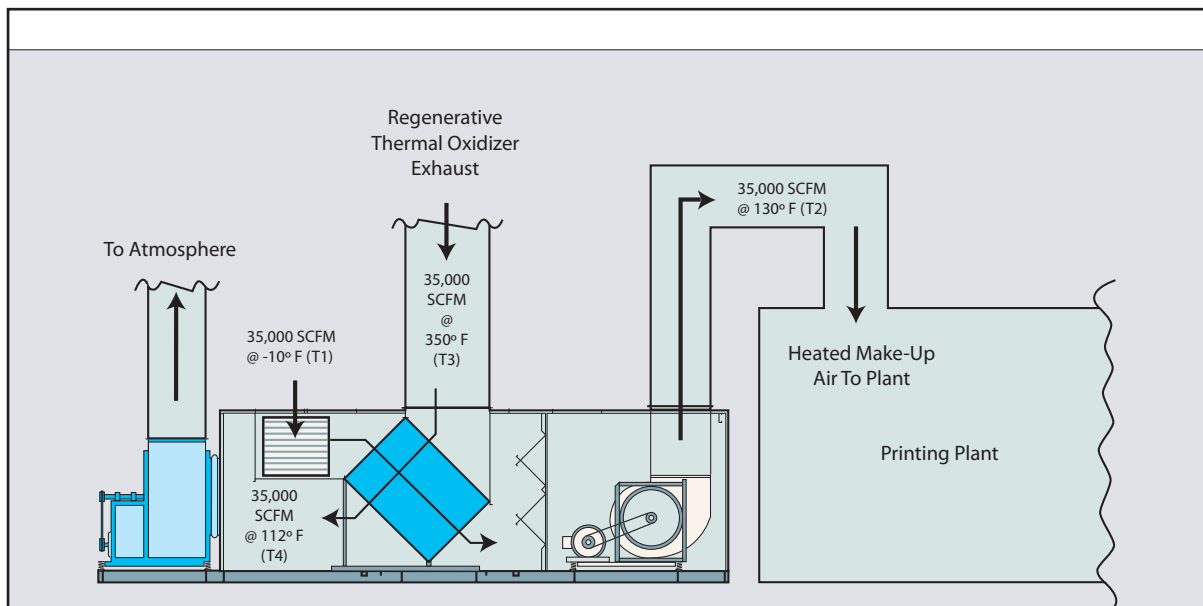 Regenerative
Thermal Oxidizer
Exhaust
35,000 SCFM
@ 130º F (T2)
To Atmosphere
35,000
SCFM
@
350º F
(T3)
35,000 SCFM
@ -10º F (T1)
Heated Make-Up
Air To Plant
Printing Plant
35,000
SCFM
@ 112º F
(T4)